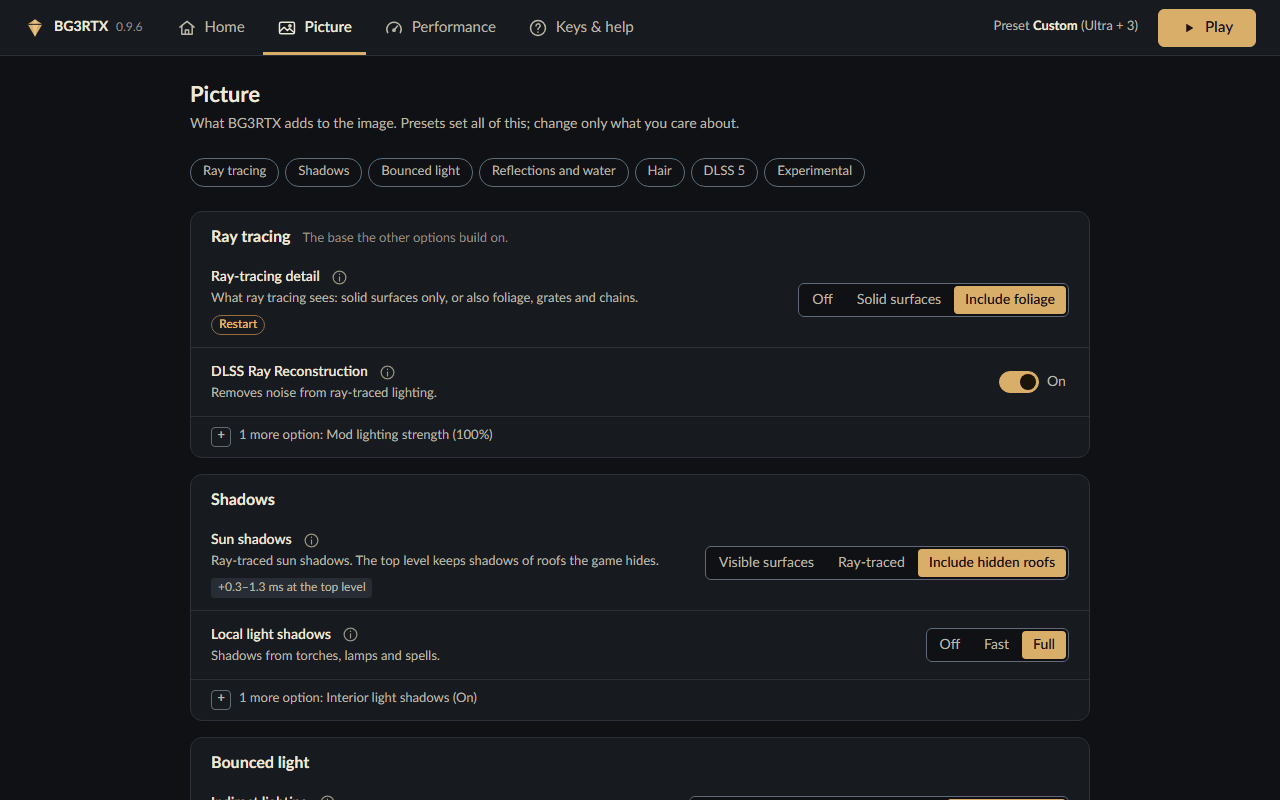 BG3RTX 0.9.6 Home Picture Performance Keys & help Preset Custom (Ultra + 3) Play
Picture
What BG3RTX adds to the image. Presets set all of this; change only what you care about.
Ray tracing Shadows Bounced light Reflections and water Hair DLSS 5 Experimental
Ray tracing The base the other options build on.
Ray-tracing detail
What ray tracing sees: solid surfaces only, or also foliage, grates and chains.
Restart
Off Solid surfaces Include foliage
DLSS Ray Reconstruction
Removes noise from ray-traced lighting.
On
+ 1 more option: Mod lighting strength (100%)
Shadows
Sun shadows
Ray-traced sun shadows. The top level keeps shadows of roofs the game hides.
+0.3–1.3 ms at the top level
Visible surfaces Ray-traced Include hidden roofs
Local light shadows
Shadows from torches, lamps and spells.
Off Fast Full
+ 1 more option: Interior light shadows (On)
Bounced light